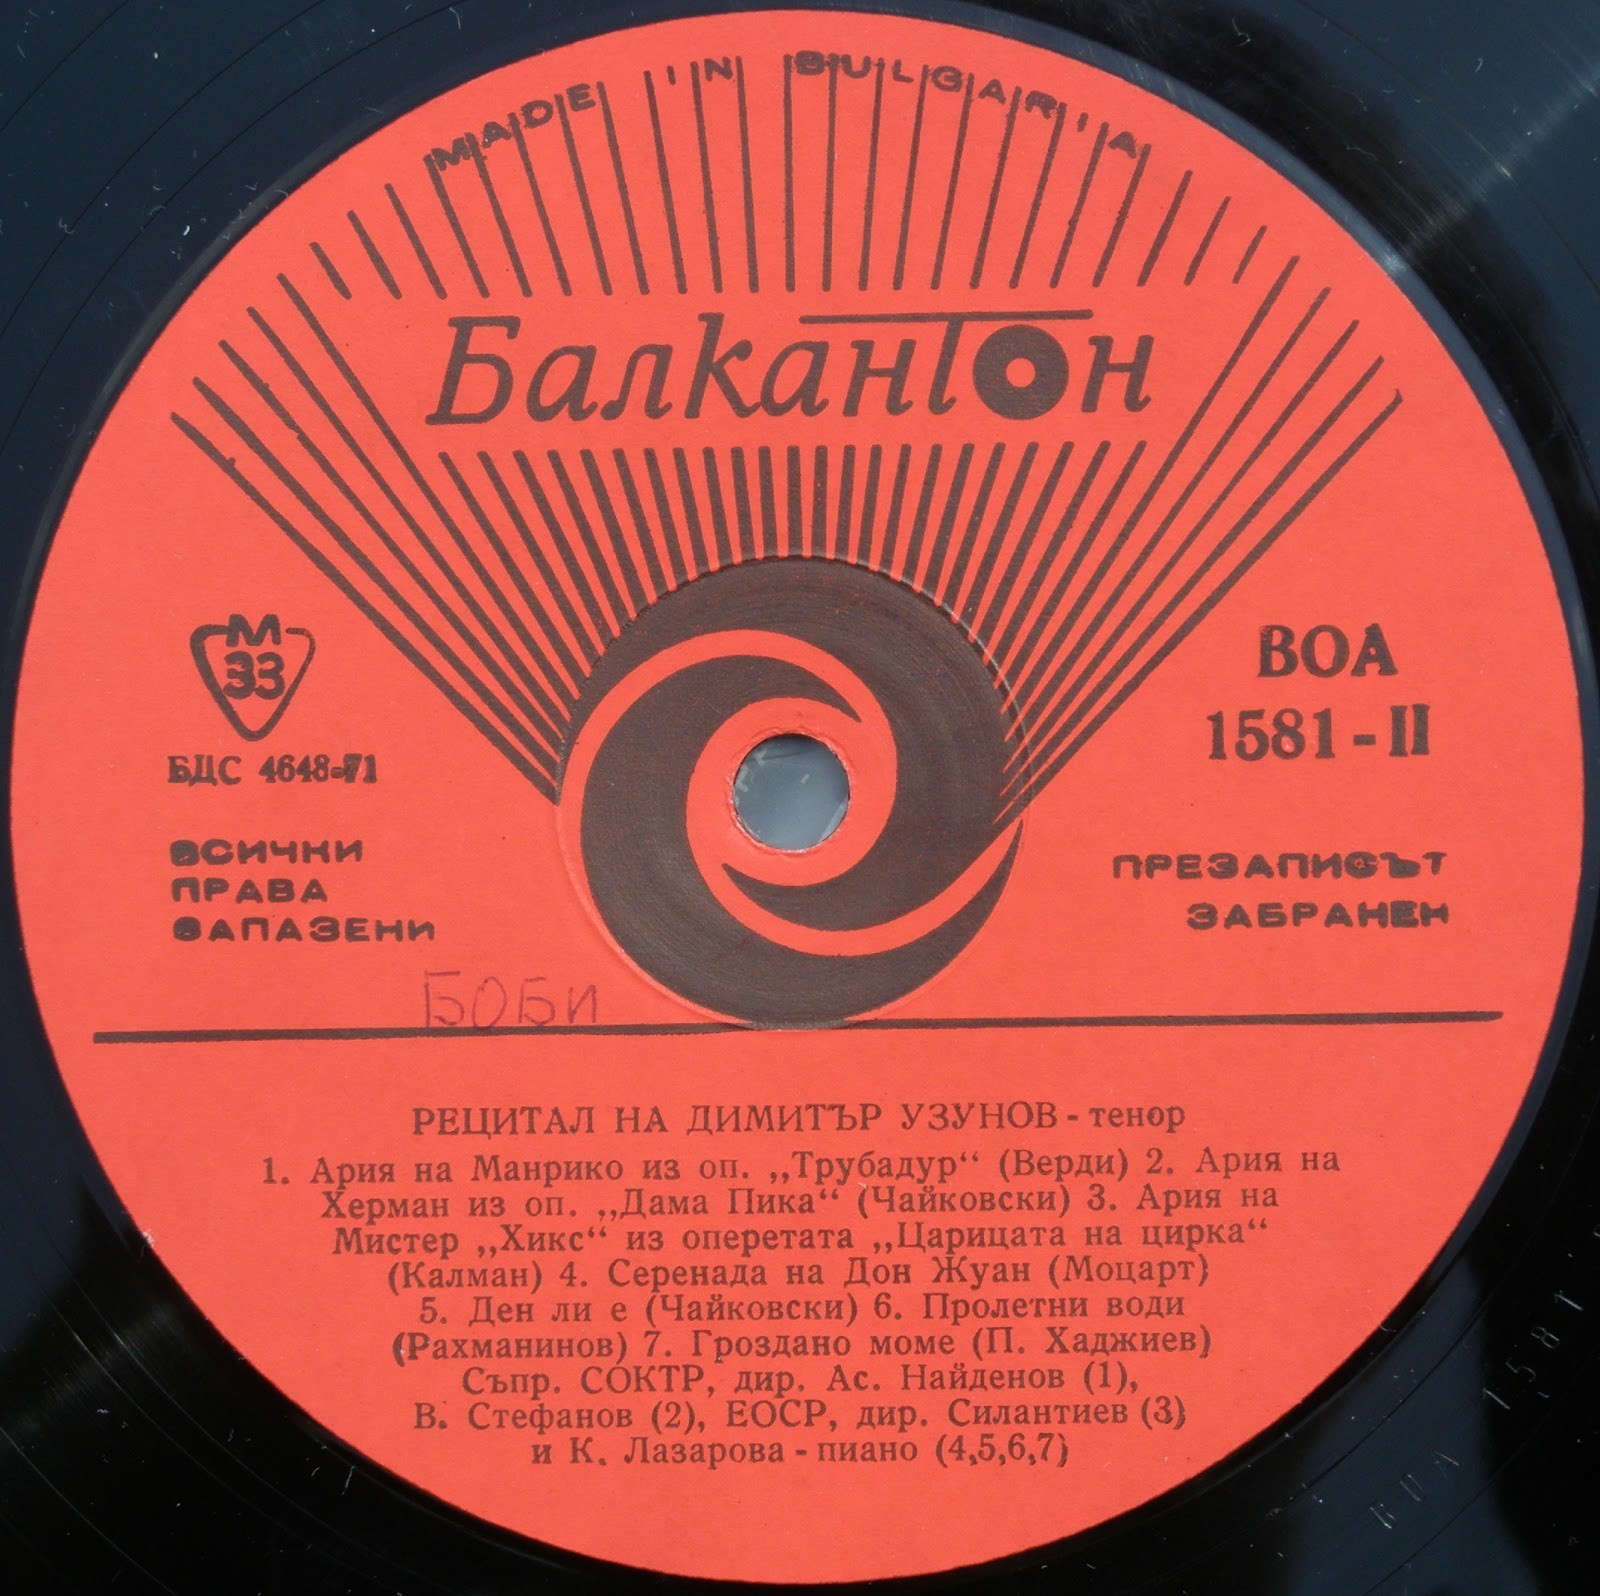 MADE IN BULGARIA
Балкантон
М
33
БДС 4648-71
ВСИЧКИ
ПРАВА
ЗАПАЗЕНИ
ВОА
1581 - II
ПРЕЗАПИСЪТ
ЗАБРАНЕН
БОБИ
РЕЦИТАЛ НА ДИМИТЪР УЗУНОВ - тенор
1. Ария на Манрико из оп. „Трубадур“ (Верди) 2. Ария на
Херман из оп. „Дама Пика“ (Чайковски) 3. Ария на
Мистер „Хикс“ из оперетата „Царицата на цирка“
(Калман) 4. Серенада на Дон Жуан (Моцарт)
5. Ден ли е (Чайковски) 6. Пролетни води
(Рахманинов) 7. Гроздано моме (П. Хаджиев)
Съпр. СОКТР, дир. Ас. Найденов (1),
В. Стефанов (2), ЕОСР, дир. Силантиев (3)
и К. Лазарова - пиано (4,5,6,7)
ВОА 1581